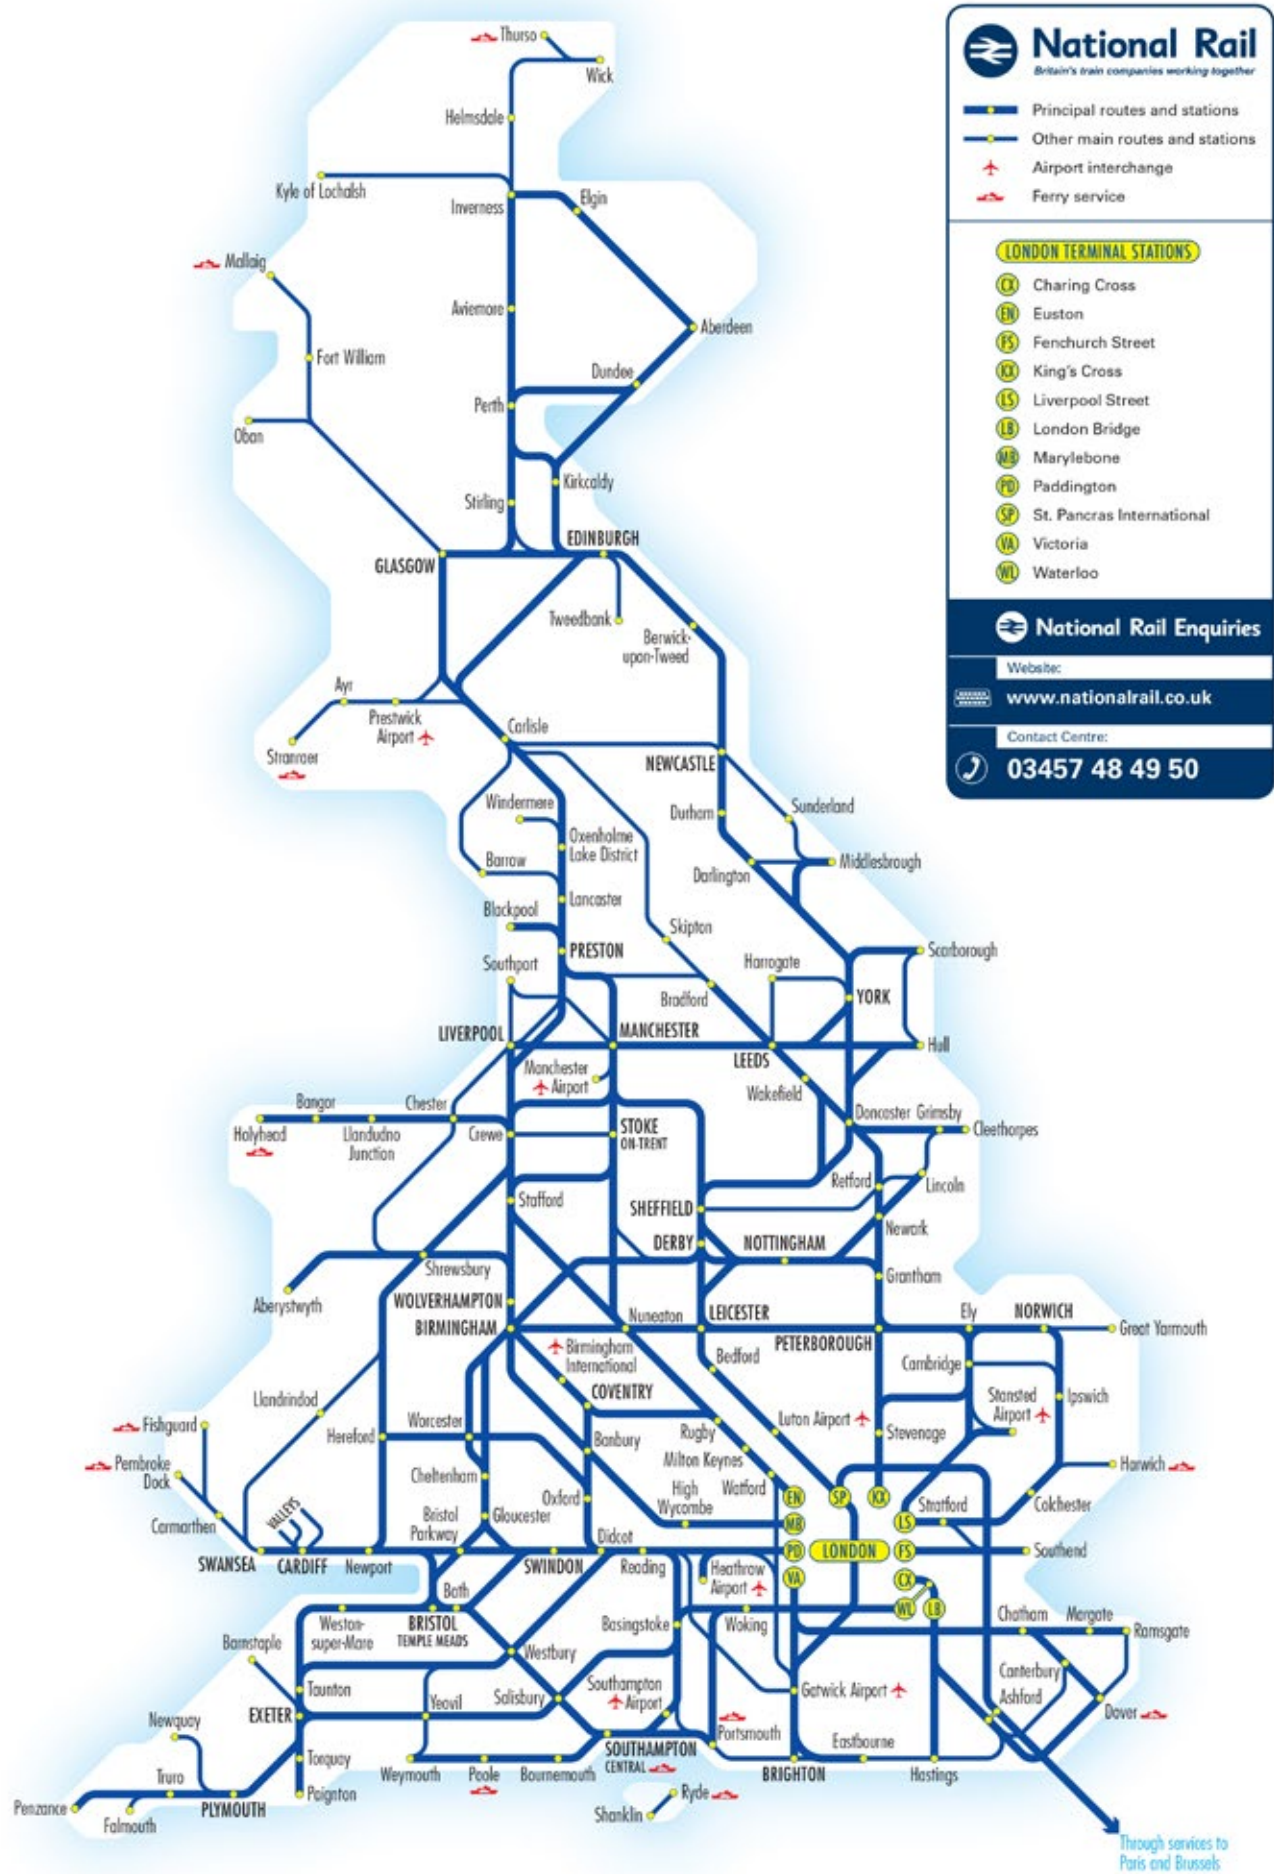 National Rail
Britain's train companies working together
Principal routes and stations
Other main routes and stations
Airport interchange
Ferry service
LONDON TERMINAL STATIONS
CX Charing Cross
EN Euston
FS Fenchurch Street
KX King's Cross
LS Liverpool Street
LB London Bridge
MB Marylebone
PD Paddington
SP St. Pancras International
VA Victoria
WL Waterloo
National Rail Enquiries
Website:
www.nationalrail.co.uk
Contact Centre:
03457 48 49 50
Thurso
Wick
Helmsdale
Kyle of Lochalsh
Inverness
Elgin
Mallaig
Aviemore
Aberdeen
Fort William
Dundee
Perth
Oban
Kirkcaldy
Stirling
EDINBURGH
GLASGOW
Tweedbank
Berwick-
upon-Tweed
Ayr
Prestwick
Airport
Carlisle
Stranraer
NEWCASTLE
Windermere
Durham
Sunderland
Oxenholme
Lake District
Barrow
Darlington
Middlesbrough
Lancaster
Blackpool
Skipton
PRESTON
Scarborough
Southport
Harrogate
Bradford
YORK
LIVERPOOL
MANCHESTER
LEEDS
Hull
Manchester
Airport
Wakefield
Bangor
Chester
Doncaster
Grimsby
Holyhead
Llandudno
Junction
Crewe
STOKE
ON-TRENT
Cleethorpes
Retford
Lincoln
Stafford
SHEFFIELD
Newark
DERBY
NOTTINGHAM
Shrewsbury
Grantham
Aberystwyth
WOLVERHAMPTON
BIRMINGHAM
Nuneaton
LEICESTER
PETERBOROUGH
Ely
NORWICH
Great Yarmouth
Birmingham
International
Bedford
Cambridge
COVENTRY
Stansted
Airport
Ipswich
Llandrindod
Luton Airport
Fishguard
Worcester
Hereford
Rugby
Banbury
Stevenage
Milton Keynes
Pembroke
Dock
Cheltenham
Watford
Harwich
High
Wycombe
Oxford
EN
SP
KX
Stratford
Colchester
Carmarthen
VALLEYS
Bristol
Parkway
Gloucester
MB
LS
Didcot
SWANSEA
CARDIFF
Newport
SWINDON
Reading
PD
LONDON
FS
Southend
Heathrow
Airport
VA
CX
Bath
WL
LB
Weston-
super-Mare
BRISTOL
TEMPLE MEADS
Basingstoke
Woking
Chatham
Margate
Ramsgate
Barnstaple
Westbury
Canterbury
Taunton
Southampton
Airport
Gatwick Airport
Ashford
Yeovil
Salisbury
EXETER
Dover
Newquay
Portsmouth
SOUTHAMPTON
CENTRAL
Eastbourne
Torquay
Weymouth
Poole
Bournemouth
BRIGHTON
Hastings
Truro
Paignton
Penzance
Falmouth
PLYMOUTH
Ryde
Shanklin
Through services to
Paris and Brussels